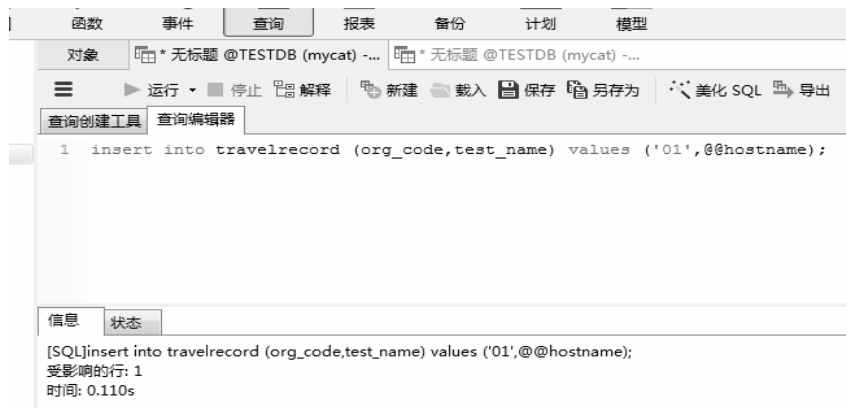 函数 事件 查询 报表 备份 计划 模型
对象 * 无标题 @TESTDB (mycat) -... * 无标题 @TESTDB (mycat) -...
运行 停止 解释 新建 载入 保存 另存为 美化 SQL 导出
查询创建工具 查询编辑器
1 insert into travelrecord (org_code,test_name) values ('01',@@hostname);
信息 状态
[SQL]insert into travelrecord (org_code,test_name) values ('01',@@hostname);
受影响的行: 1
时间: 0.110s